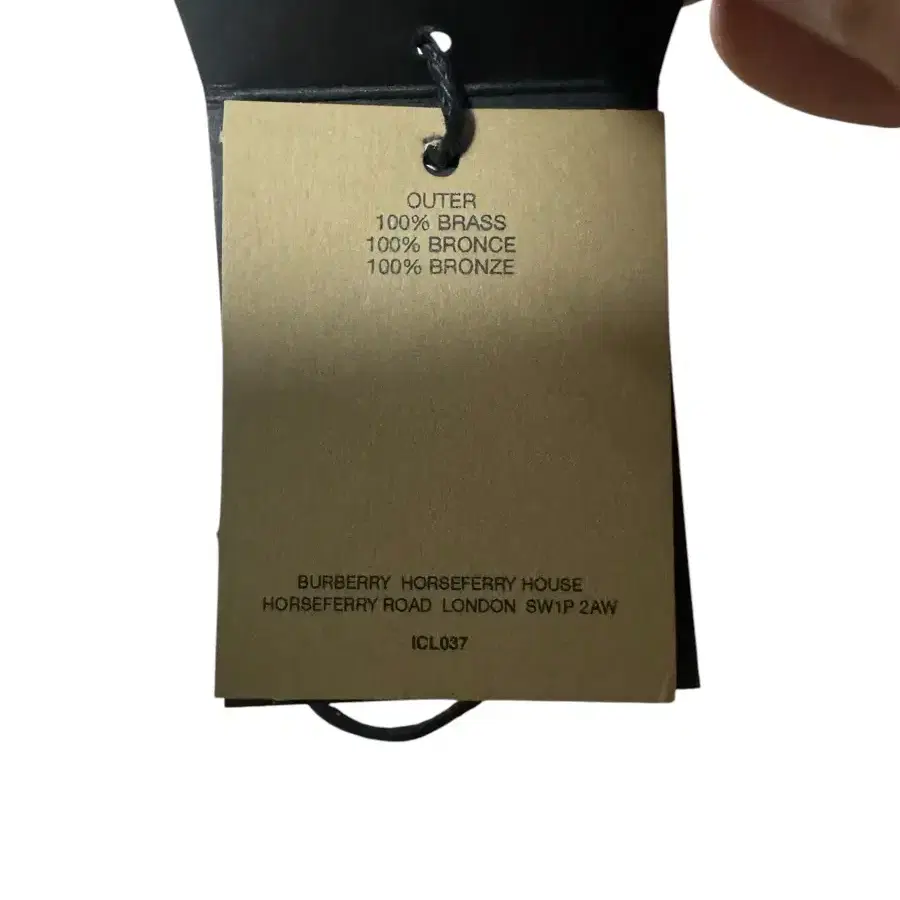 OUTER
100% BRASS
100% BRONCE
100% BRONZE
BURBERRY HORSEFERRY HOUSE
HORSEFERRY ROAD LONDON SW1P 2AW
ICL037